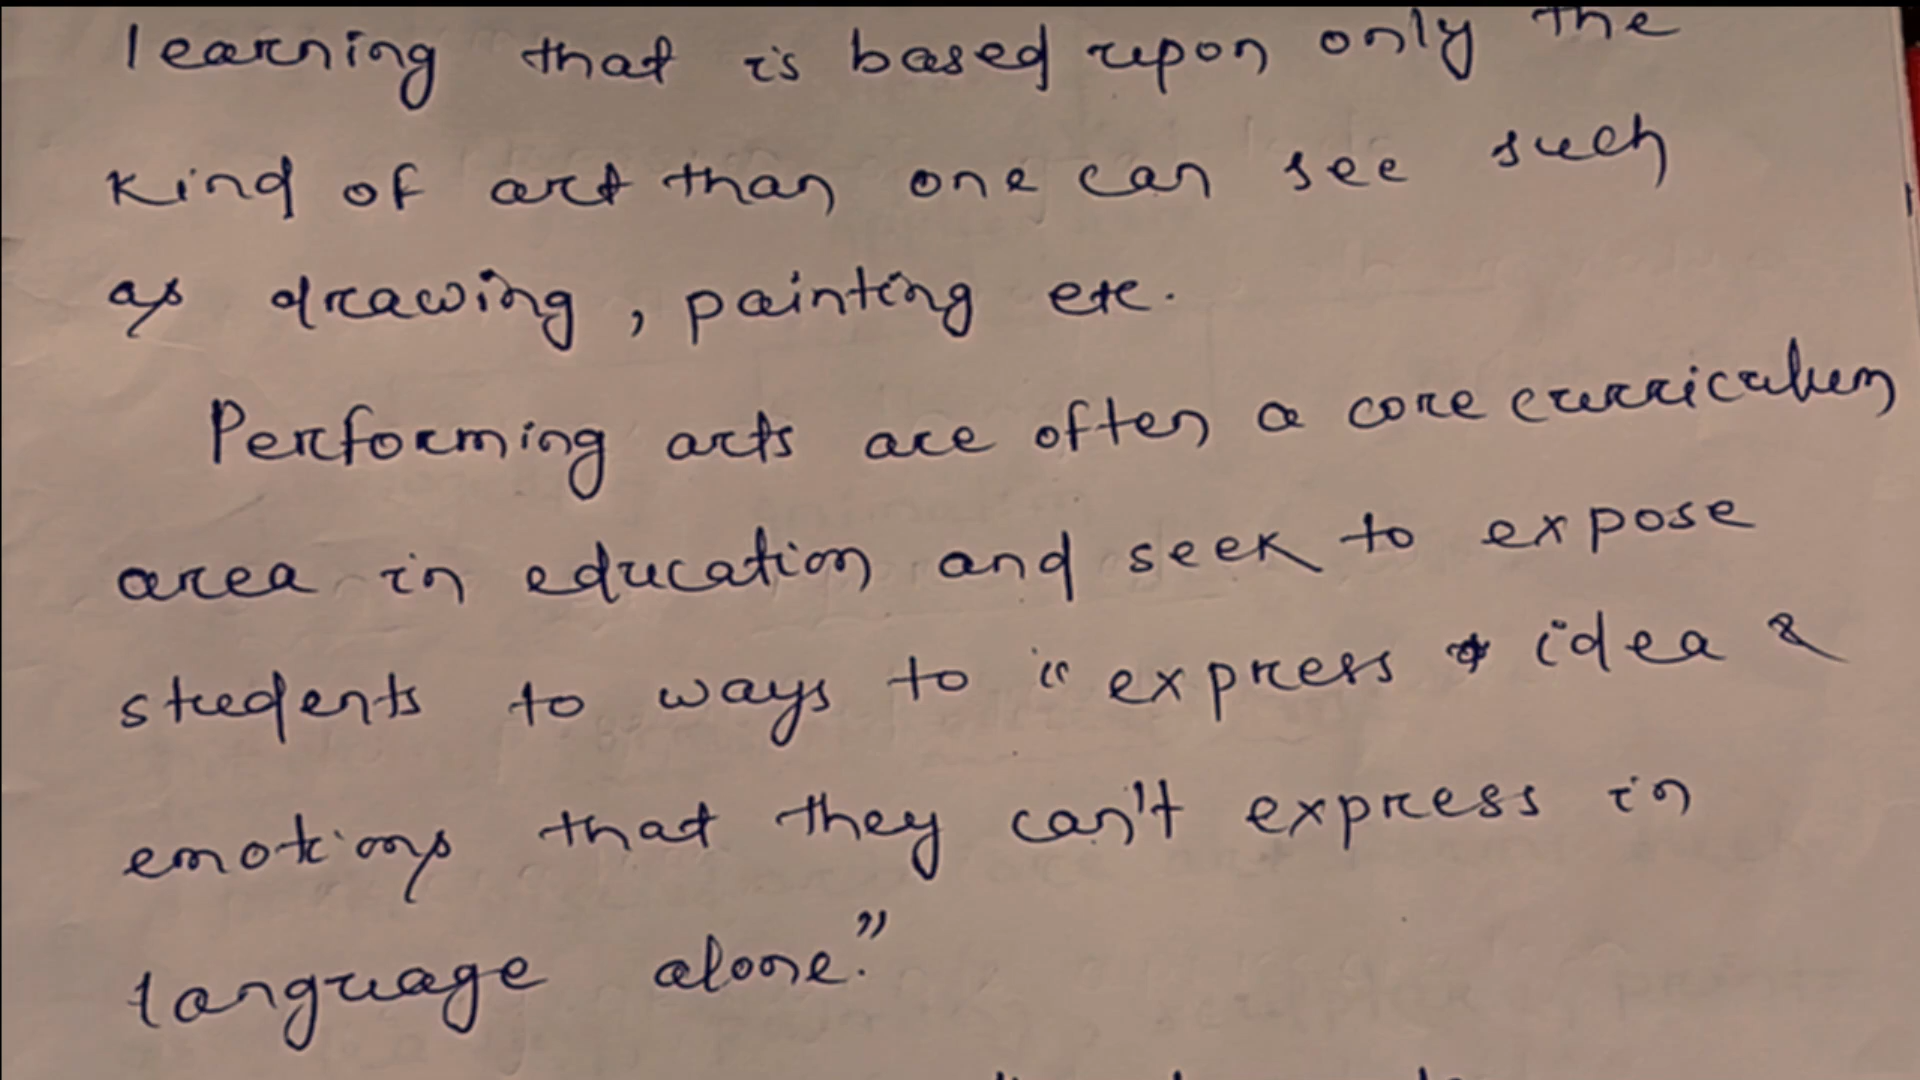 learning that is based upon only the
kind of art than one can see such
as drawing, painting etc.
Performing arts are often a core curriculum
area in education and seek to expose
students to ways to "express idea &
emotions that they can't express in
language alone."